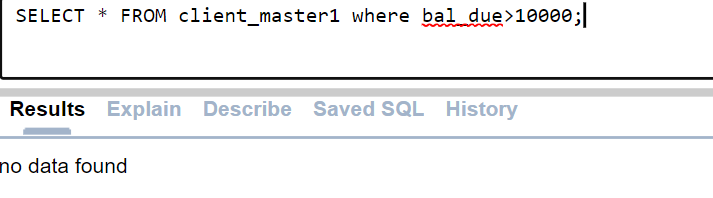 SELECT * FROM client_master1 where bal_due>10000;
Results Explain Describe Saved SQL History
no data found